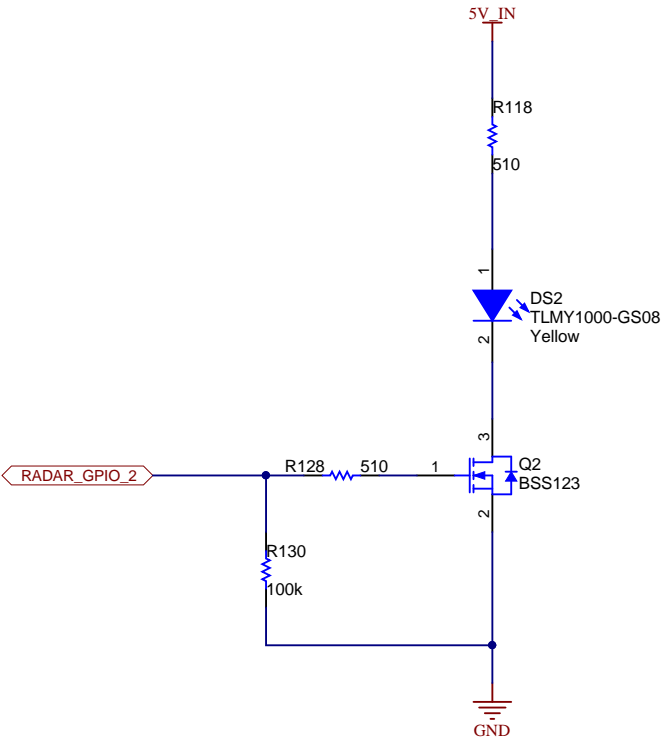 5V_IN
R118
510
1
DS2
TLMY1000-GS08
Yellow
2
3
RADAR_GPIO_2
R128
510
1
Q2
BSS123
2
R130
100k
GND